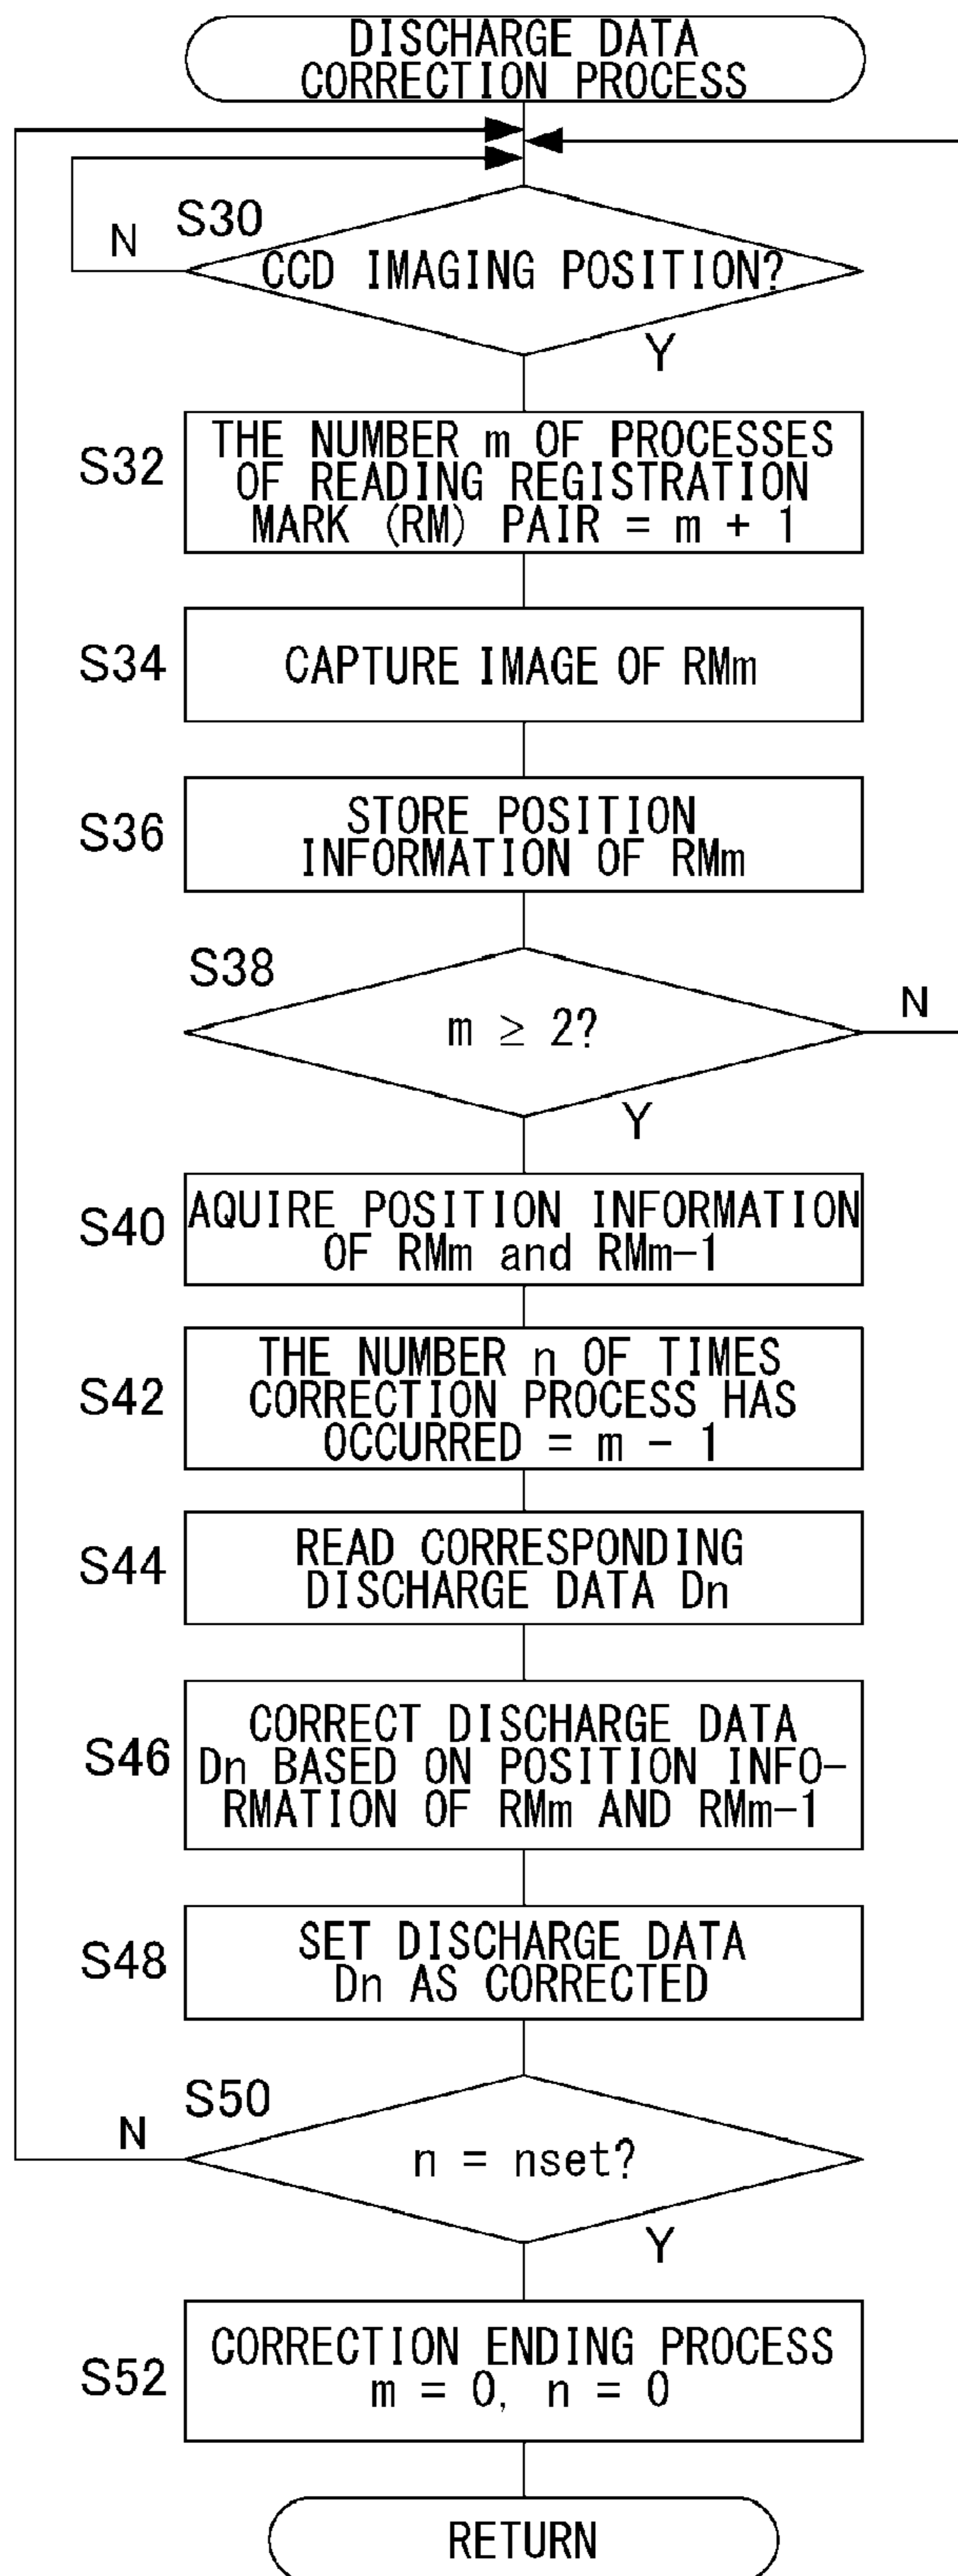 DISCHARGE DATA
CORRECTION PROCESS
S30
N
CCD IMAGING POSITION?
Y
S32
THE NUMBER m OF PROCESSES
OF READING REGISTRATION
MARK (RM) PAIR = m + 1
S34
CAPTURE IMAGE OF RMm
S36
STORE POSITION
INFORMATION OF RMm
S38
m ≥ 2?
N
Y
S40
AQUIRE POSITION INFORMATION
OF RMm and RMm-1
S42
THE NUMBER n OF TIMES
CORRECTION PROCESS HAS
OCCURRED = m - 1
S44
READ CORRESPONDING
DISCHARGE DATA Dn
S46
CORRECT DISCHARGE DATA
Dn BASED ON POSITION INFO-
RMATION OF RMm AND RMm-1
S48
SET DISCHARGE DATA
Dn AS CORRECTED
S50
N
n = nset?
Y
S52
CORRECTION ENDING PROCESS
m = 0, n = 0
RETURN